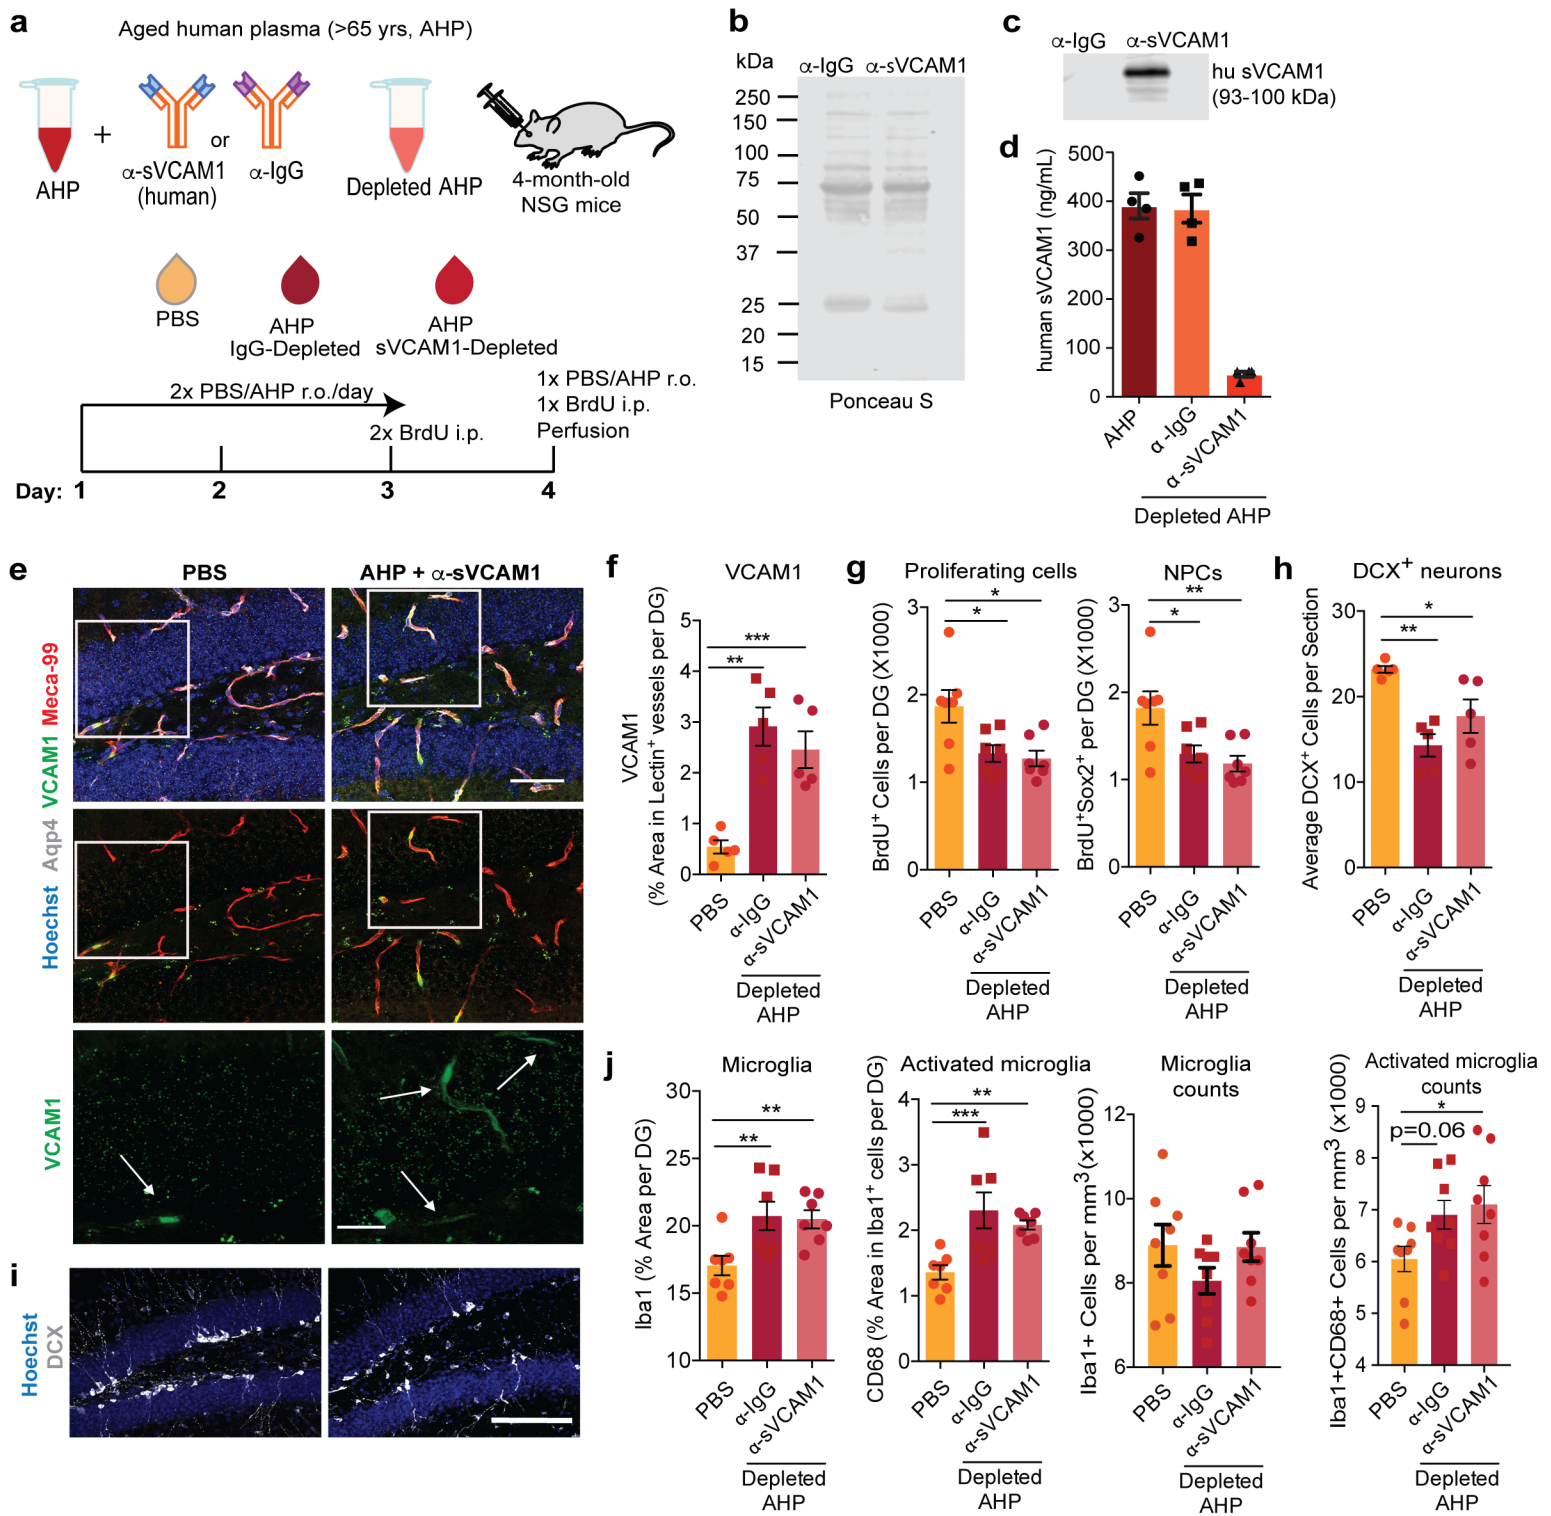 a
Aged human plasma (>65 yrs, AHP)
+
or
AHP
α-sVCAM1
(human)
α-IgG
Depleted AHP
4-month-old
NSG mice
PBS
AHP
IgG-Depleted
AHP
sVCAM1-Depleted
2x PBS/AHP r.o./day
2x BrdU i.p.
1x PBS/AHP r.o.
1x BrdU i.p.
Perfusion
Day: 1 2 3 4
b
kDa
α-IgG α-sVCAM1
250
150
100
75
50
37
25
20
15
Ponceau S
c
α-IgG α-sVCAM1
hu sVCAM1
(93-100 kDa)
d
human sVCAM1 (ng/mL)
500
400
300
200
100
0
AHP
α-IgG
α-sVCAM1
Depleted AHP
e
PBS
AHP + α-sVCAM1
Hoechst Aqp4 VCAM1 Meca-99
VCAM1
f
VCAM1
VCAM1
(% Area in Lectin⁺ vessels per DG)
5
4
3
2
1
0
***
**
PBS
α-IgG
α-sVCAM1
Depleted
AHP
g
Proliferating cells
BrdU⁺ Cells per DG (X1000)
3
2
1
0
*
*
PBS
α-IgG
α-sVCAM1
Depleted
AHP
NPCs
BrdU⁺Sox2⁺ per DG (X1000)
3
2
1
0
**
*
PBS
α-IgG
α-sVCAM1
Depleted
AHP
h
DCX⁺ neurons
Average DCX⁺ Cells per Section
30
20
10
0
*
**
PBS
α-IgG
α-sVCAM1
Depleted
AHP
i
Hoechst
DCX
j
Microglia
Iba1 (% Area per DG)
30
25
20
15
10
**
**
PBS
α-IgG
α-sVCAM1
Depleted
AHP
Activated microglia
CD68 (% Area in Iba1⁺ cells per DG)
4
3
2
1
0
**
***
PBS
α-IgG
α-sVCAM1
Depleted
AHP
Microglia
counts
Iba1+ Cells per mm³(x1000)
12
10
8
6
PBS
α-IgG
α-sVCAM1
Depleted
AHP
Activated microglia
counts
Iba1+CD68+ Cells per mm³ (x1000)
9
8
7
6
5
4
*
p=0.06
PBS
α-IgG
α-sVCAM1
Depleted
AHP